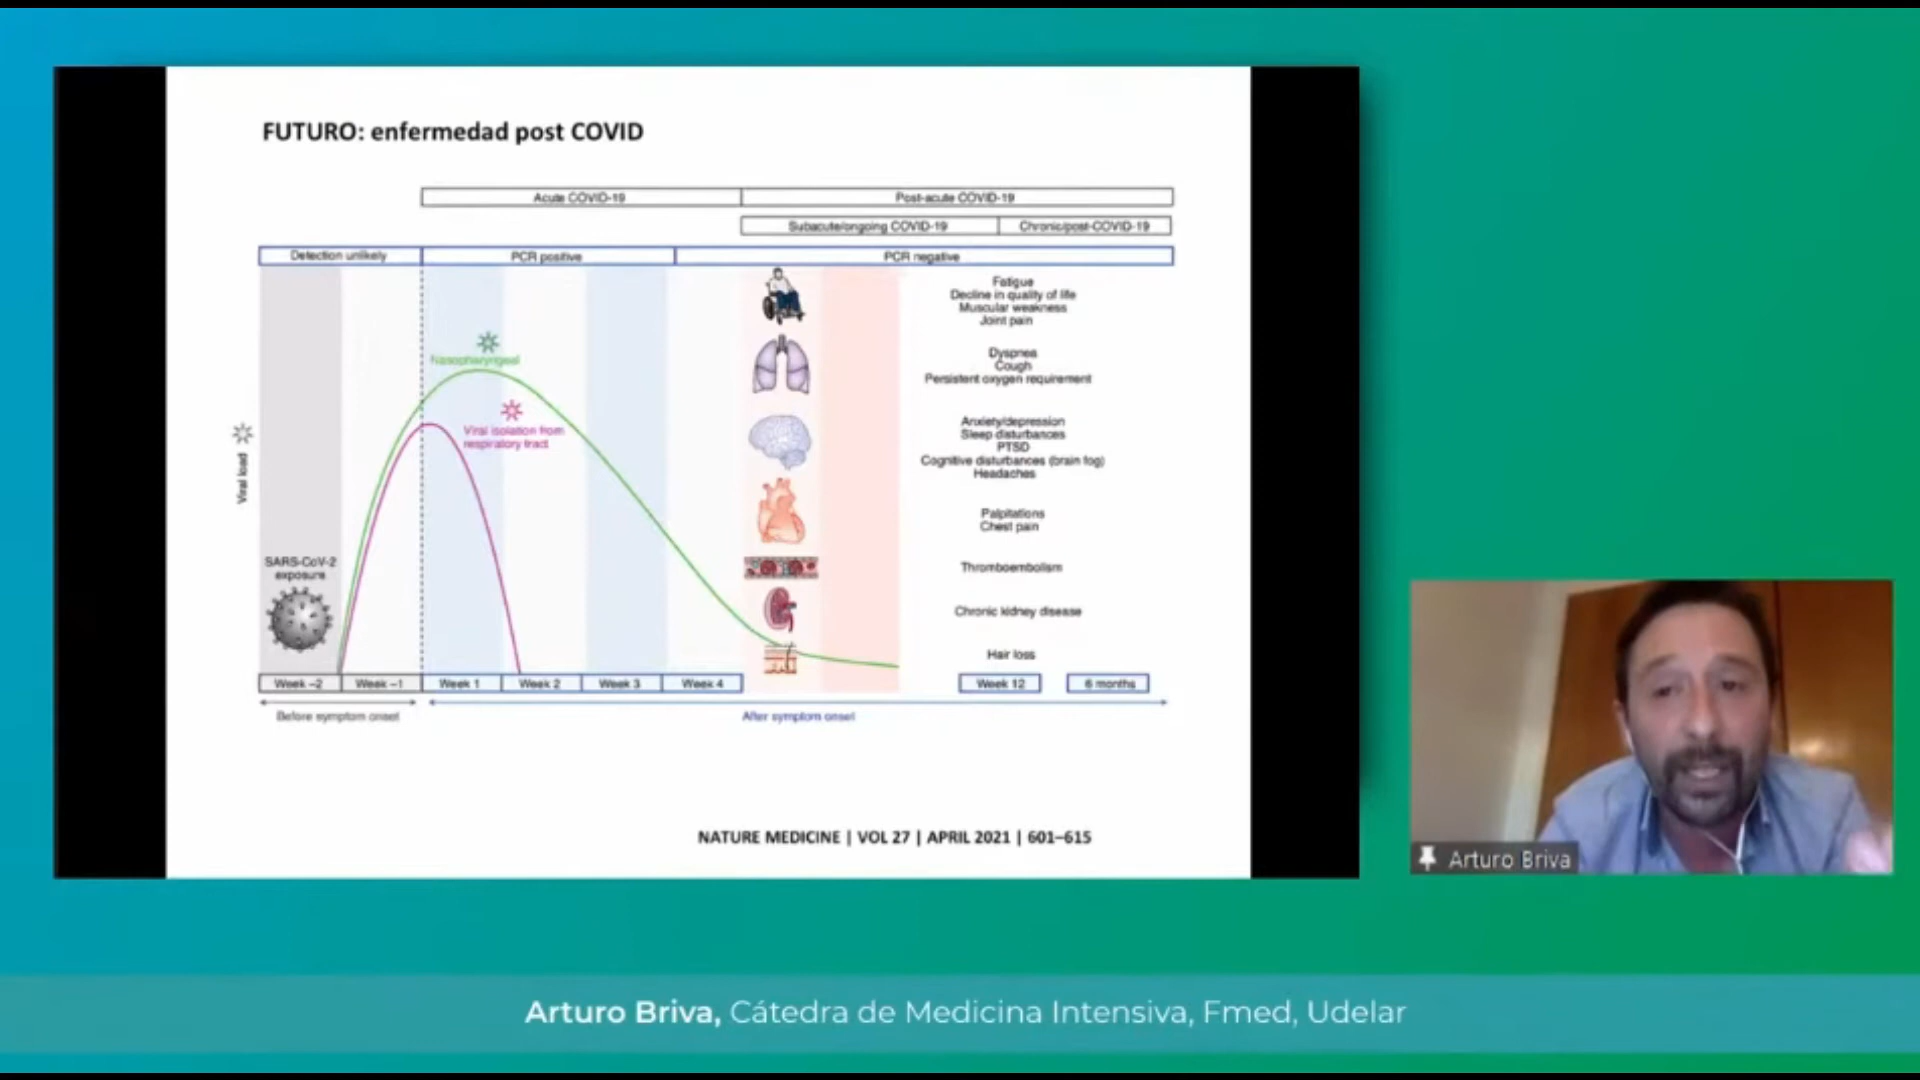 FUTURO: enfermedad post COVID
Acute COVID-19
Post-acute COVID-19
Subacute/ongoing COVID-19
Chronic/post-COVID-19
Detection unlikely
PCR positive
PCR negative
Fatigue
Decline in quality of life
Muscular weakness
Joint pain
Nasopharyngeal
Dyspnea
Cough
Persistent oxygen requirement
Viral isolation from
respiratory tract
Anxiety/depression
Sleep disturbances
PTSD
Cognitive disturbances (brain fog)
Headaches
Viral load
Palpitations
Chest pain
SARS-CoV-2
exposure
Thromboembolism
Chronic kidney disease
Hair loss
Week –2
Week –1
Week 1
Week 2
Week 3
Week 4
Week 12
6 months
Before symptom onset
After symptom onset
NATURE MEDICINE | VOL 27 | APRIL 2021 | 601–615
Arturo Briva
Arturo Briva, Cátedra de Medicina Intensiva, Fmed, Udelar